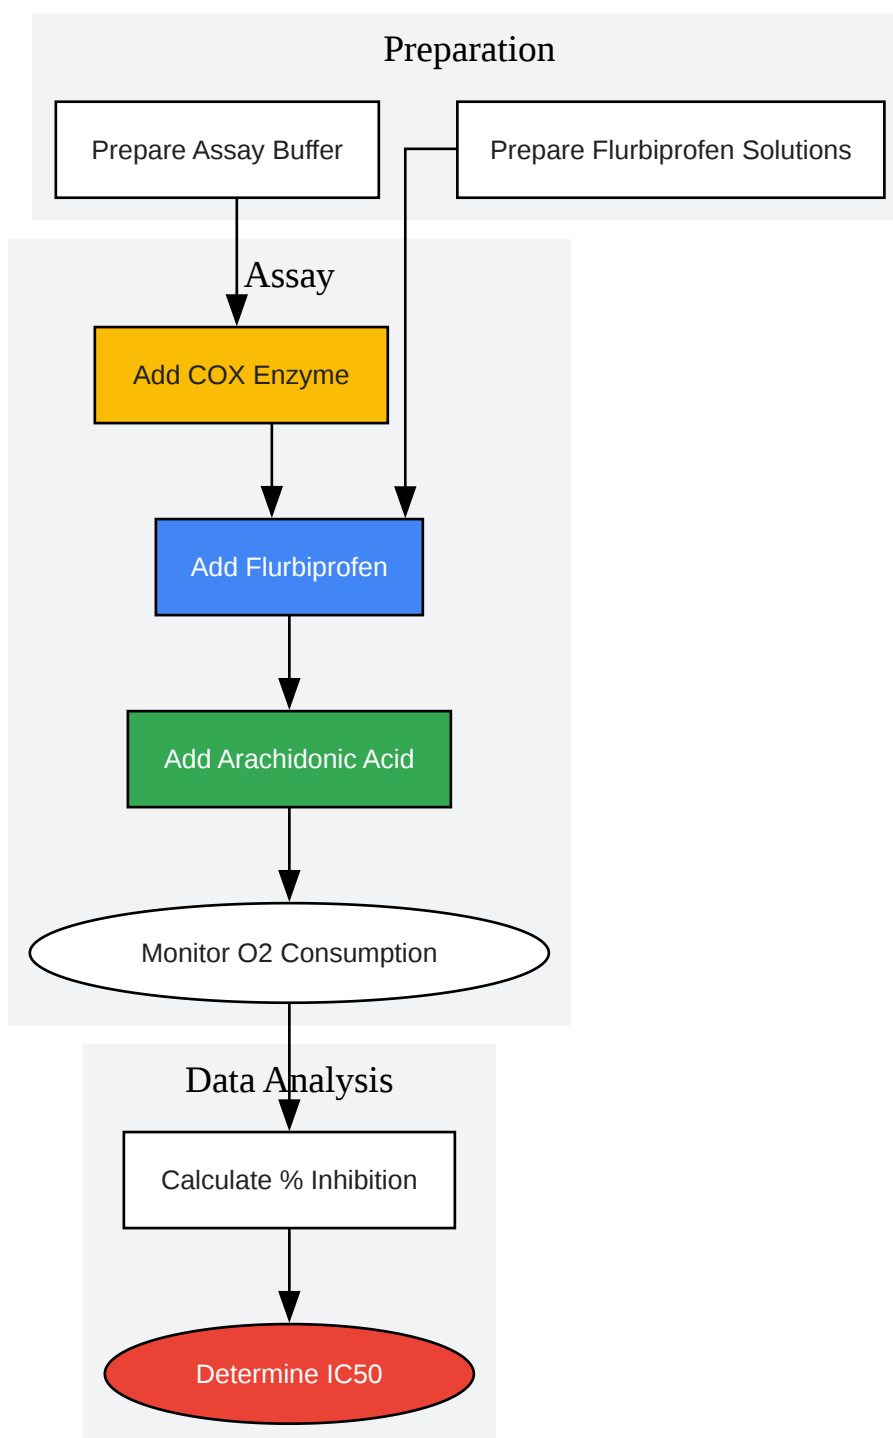 Preparation
Prepare Assay Buffer
Prepare Flurbiprofen Solutions
Assay
Add COX Enzyme
Add Flurbiprofen
Add Arachidonic Acid
Monitor O2 Consumption
Data Analysis
Calculate % Inhibition
Determine IC50